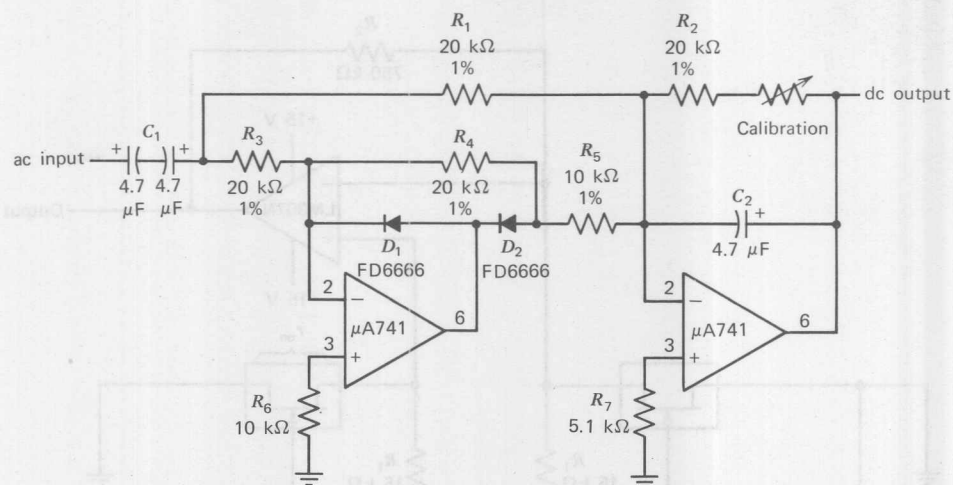 R1
20 kΩ
1%
R2
20 kΩ
1%
dc output
Calibration
ac input
+
C1
+
4.7
μF
4.7
μF
R3
20 kΩ
1%
R4
20 kΩ
1%
R5
10 kΩ
1%
D1
FD6666
D2
FD6666
C2
+
4.7 μF
2
−
μA741
6
3
+
R6
10 kΩ
2
−
μA741
6
3
+
R7
5.1 kΩ